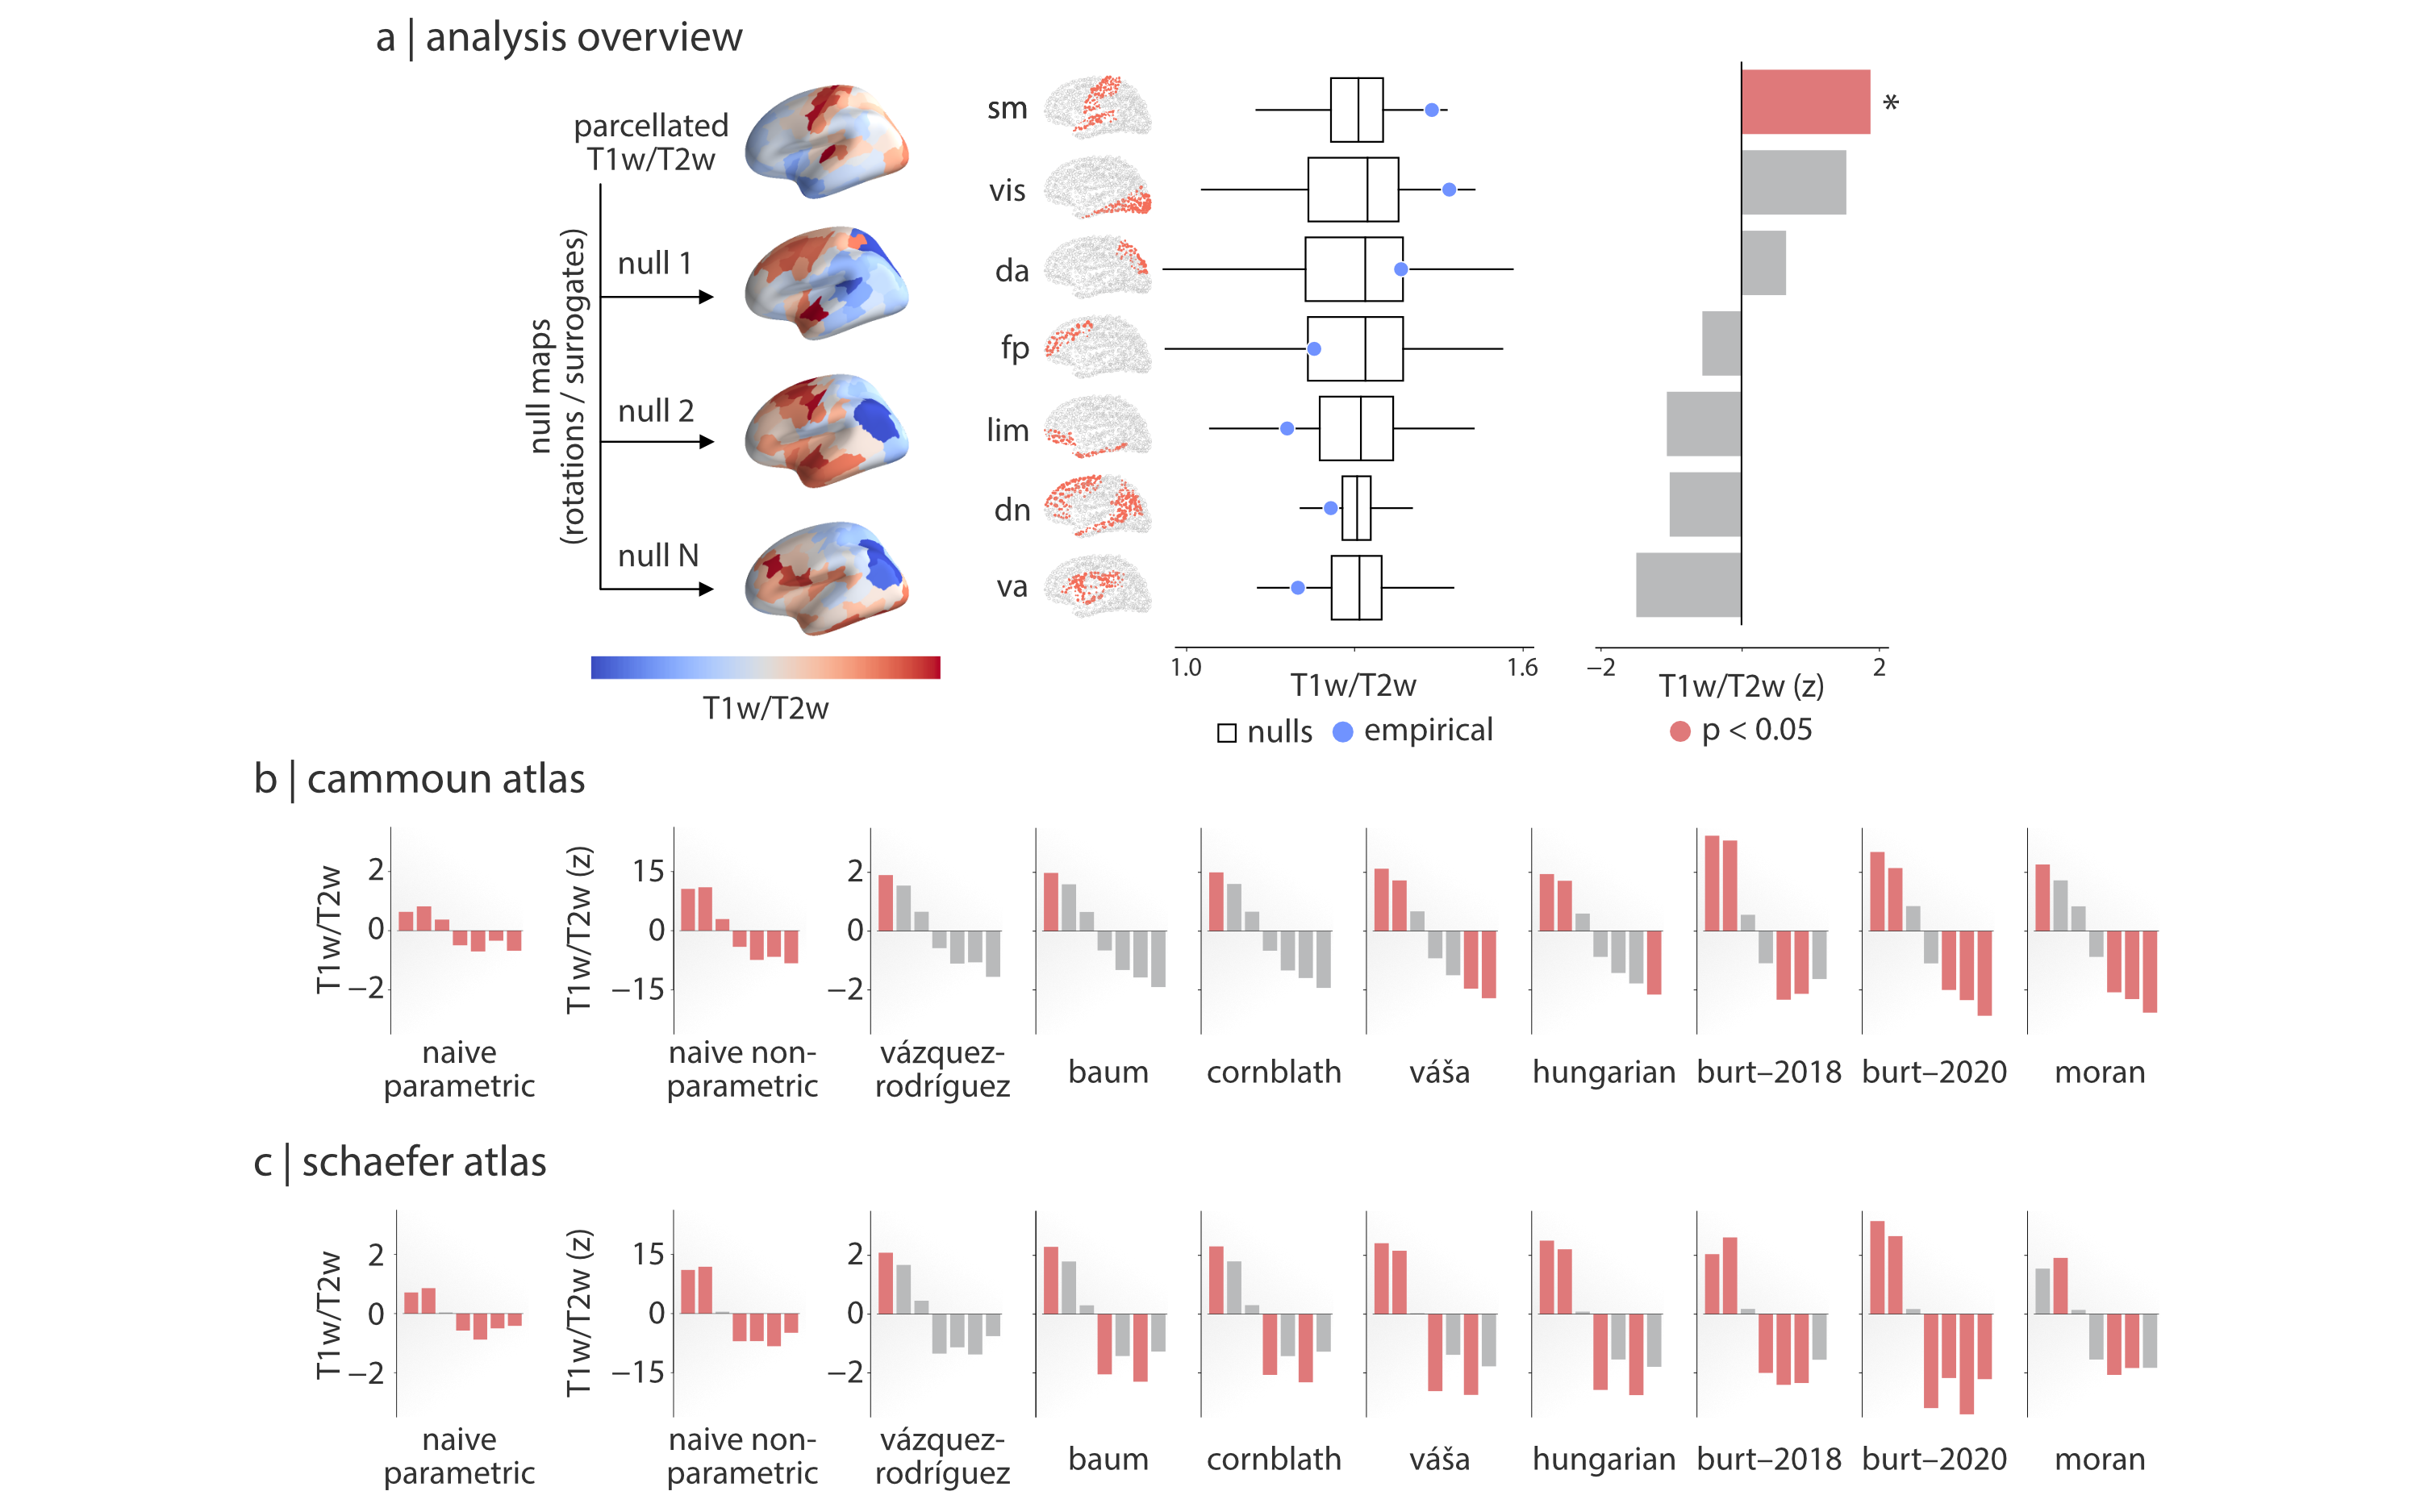 a | analysis overview
parcellated
T1w/T2w
null maps
(rotations / surrogates)
null 1
null 2
null N
T1w/T2w
sm
vis
da
fp
lim
dn
va
1.0
1.6
T1w/T2w
nulls
empirical
*
−2
2
T1w/T2w (z)
p < 0.05
b | cammoun atlas
T1w/T2w
2
0
−2
naive
parametric
T1w/T2w (z)
15
0
−15
naive non-
parametric
2
0
−2
vázquez-
rodríguez
baum
cornblath
váša
hungarian
burt–2018
burt–2020
moran
c | schaefer atlas
T1w/T2w
2
0
−2
naive
parametric
T1w/T2w (z)
15
0
−15
naive non-
parametric
2
0
−2
vázquez-
rodríguez
baum
cornblath
váša
hungarian
burt–2018
burt–2020
moran